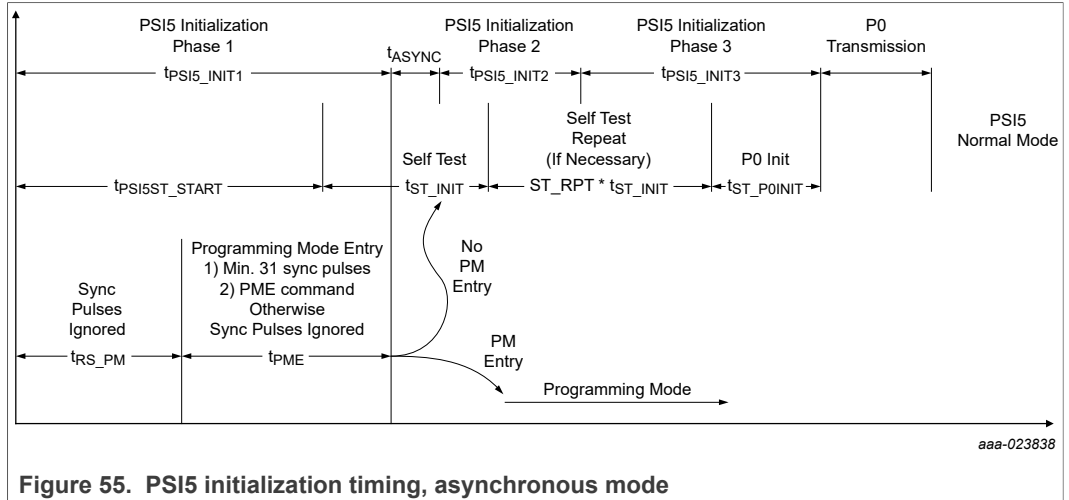 PSI5 Initialization
Phase 1
tPSI5_INIT1
tASYNC
PSI5 Initialization
Phase 2
tPSI5_INIT2
PSI5 Initialization
Phase 3
tPSI5_INIT3
P0
Transmission
PSI5
Normal Mode
tPSI5ST_START
Self Test
tST_INIT
Self Test
Repeat
(If Necessary)
ST_RPT * tST_INIT
P0 Init
tST_P0INIT
Sync
Pulses
Ignored
tRS_PM
Programming Mode Entry
1) Min. 31 sync pulses
2) PME command
Otherwise
Sync Pulses Ignored
tPME
No
PM
Entry
PM
Entry
Programming Mode
aaa-023838
Figure 55. PSI5 initialization timing, asynchronous mode